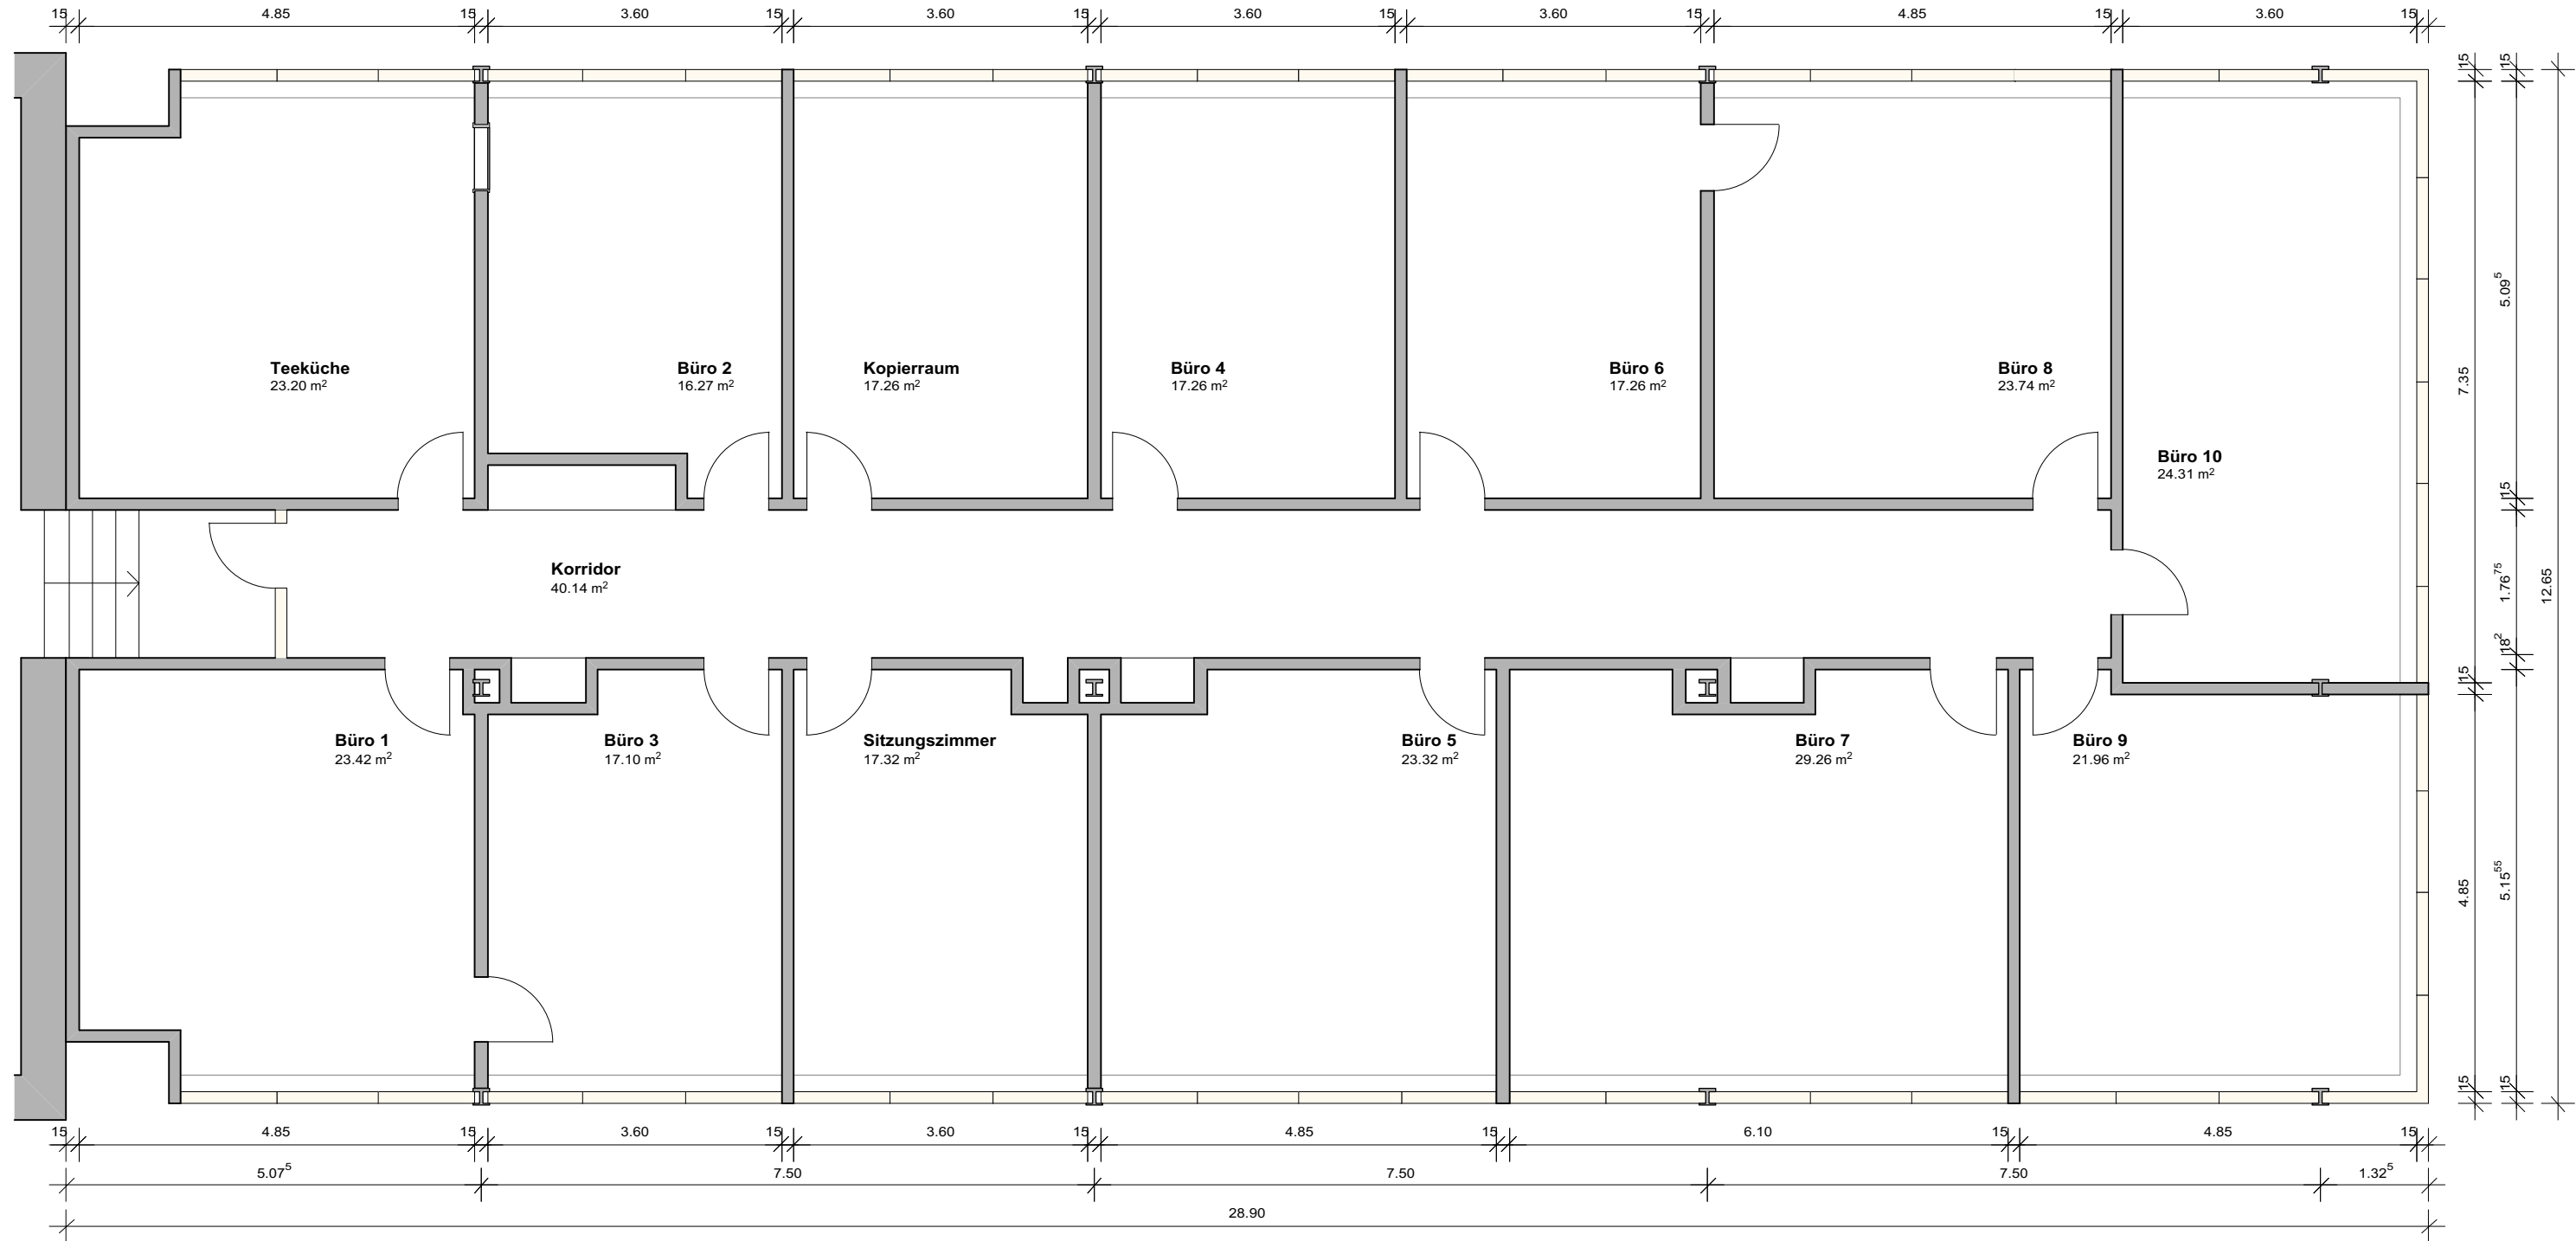 15 4.85 15 3.60 15 3.60 15 3.60 15 3.60 15 4.85 15 3.60 15
15 15
Teeküche
23.20 m²
Büro 2
16.27 m²
Kopierraum
17.26 m²
Büro 4
17.26 m²
Büro 6
17.26 m²
Büro 8
23.74 m²
Büro 10
24.31 m²
7.35
5.09⁵
15
1.76⁷⁵
18²
15
12.65
Korridor
40.14 m²
Büro 1
23.42 m²
Büro 3
17.10 m²
Sitzungszimmer
17.32 m²
Büro 5
23.32 m²
Büro 7
29.26 m²
Büro 9
21.96 m²
4.85
5.15⁵⁵
15 15
15 4.85 15 3.60 15 3.60 15 4.85 15 6.10 15 4.85 15
5.07⁵ 7.50 7.50 7.50 1.32⁵
28.90